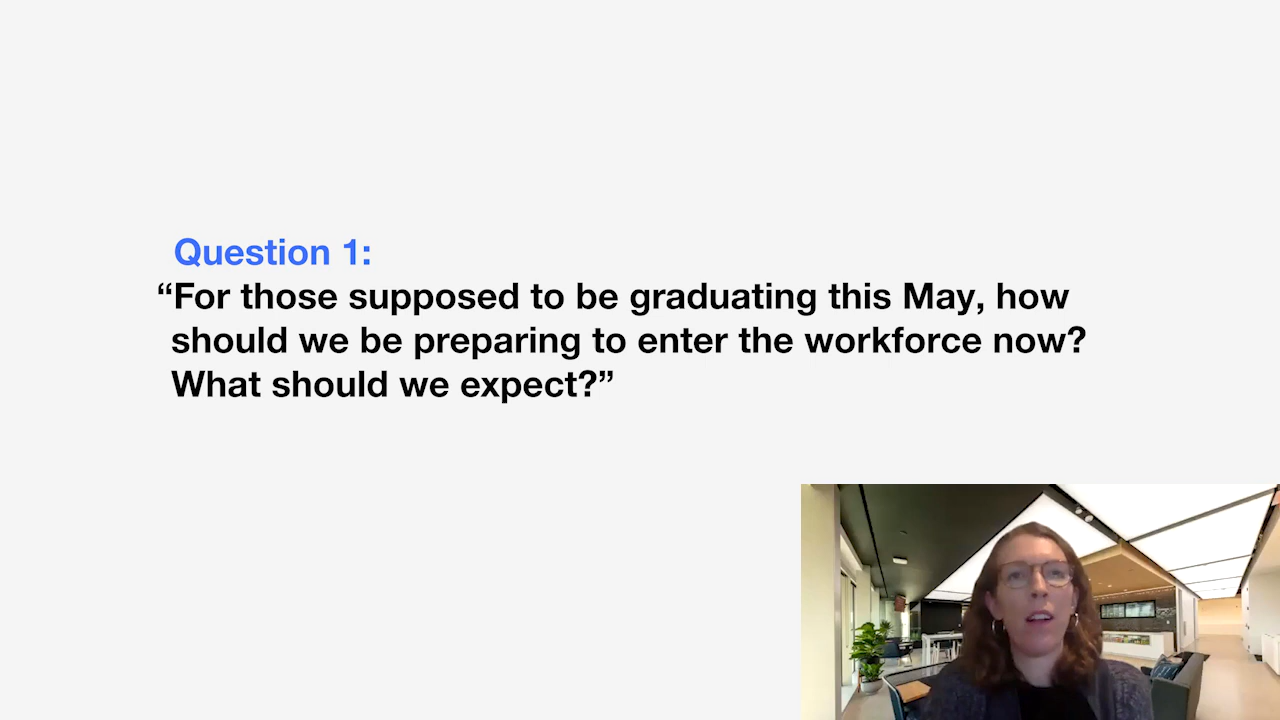 Question 1:
“For those supposed to be graduating this May, how
should we be preparing to enter the workforce now?
What should we expect?”